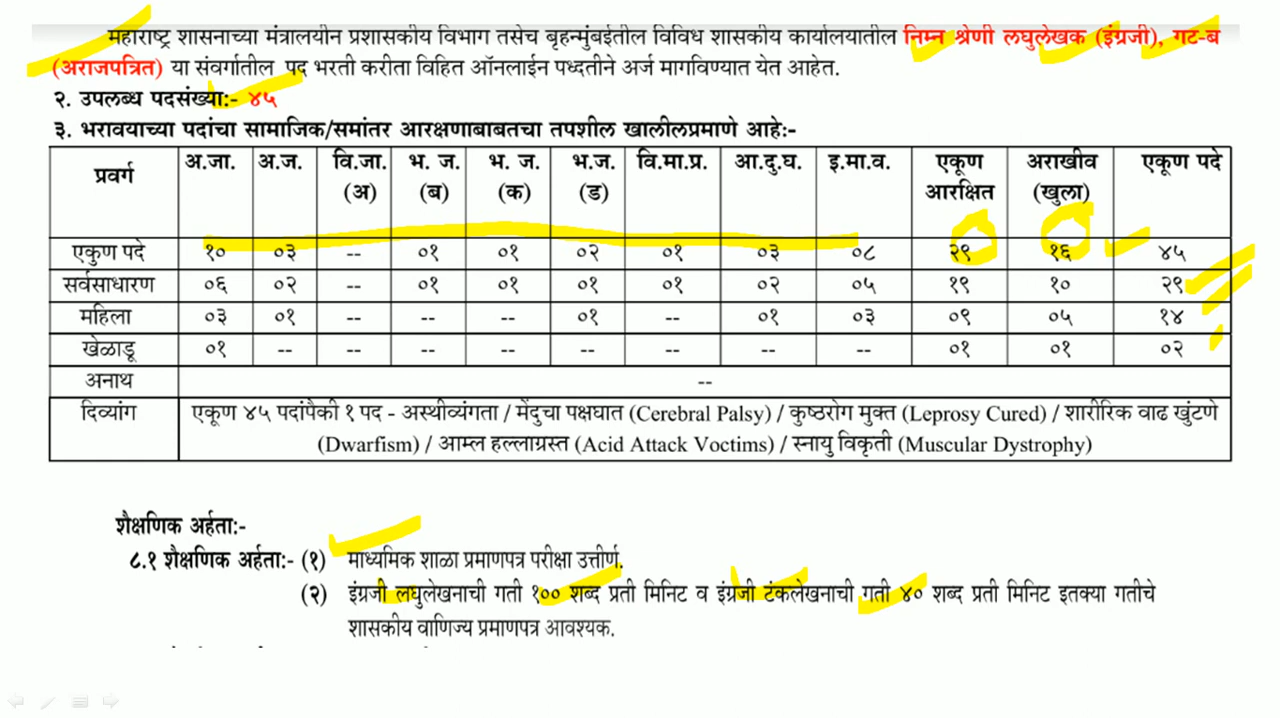 महाराष्ट्र शासनाच्या मंत्रालयीन प्रशासकीय विभाग तसेच बृहन्मुंबईतील विविध शासकीय कार्यालयातील निम्न श्रेणी लघुलेखक (इंग्रजी), गट-ब
(अराजपत्रित) या संवर्गातील पद भरती करीता विहित ऑनलाईन पध्दतीने अर्ज मागविण्यात येत आहेत.
२. उपलब्ध पदसंख्या:- ४५
३. भरावयाच्या पदांचा सामाजिक/समांतर आरक्षणाबाबतचा तपशील खालीलप्रमाणे आहे:-
प्रवर्ग अ.जा. अ.ज. वि.जा. (अ) भ. ज. (ब) भ. ज. (क) भ.ज. (ड) वि.मा.प्र. आ.दु.घ. इ.मा.व. एकूण आरक्षित अराखीव (खुला) एकूण पदे
एकुण पदे १० ०३ -- ०१ ०१ ०२ ०१ ०३ ०८ २९ १६ ४५
सर्वसाधारण ०६ ०२ -- ०१ ०१ ०१ ०१ ०२ ०५ १९ १० २९
महिला ०३ ०१ -- -- -- ०१ -- ०१ ०३ ०९ ०५ १४
खेळाडू ०१ -- -- -- -- -- -- -- -- ०१ ०१ ०२
अनाथ --
दिव्यांग एकूण ४५ पदांपैकी १ पद - अस्थीव्यंगता / मेंदुचा पक्षघात (Cerebral Palsy) / कुष्ठरोग मुक्त (Leprosy Cured) / शारीरिक वाढ खुंटणे
(Dwarfism) / आम्ल हल्लाग्रस्त (Acid Attack Voctims) / स्नायु विकृती (Muscular Dystrophy)
शैक्षणिक अर्हता:-
८.१ शैक्षणिक अर्हता:- (१) माध्यमिक शाळा प्रमाणपत्र परीक्षा उत्तीर्ण.
(२) इंग्रजी लघुलेखनाची गती १०० शब्द प्रती मिनिट व इंग्रजी टंकलेखनाची गती ४० शब्द प्रती मिनिट इतक्या गतीचे
शासकीय वाणिज्य प्रमाणपत्र आवश्यक.